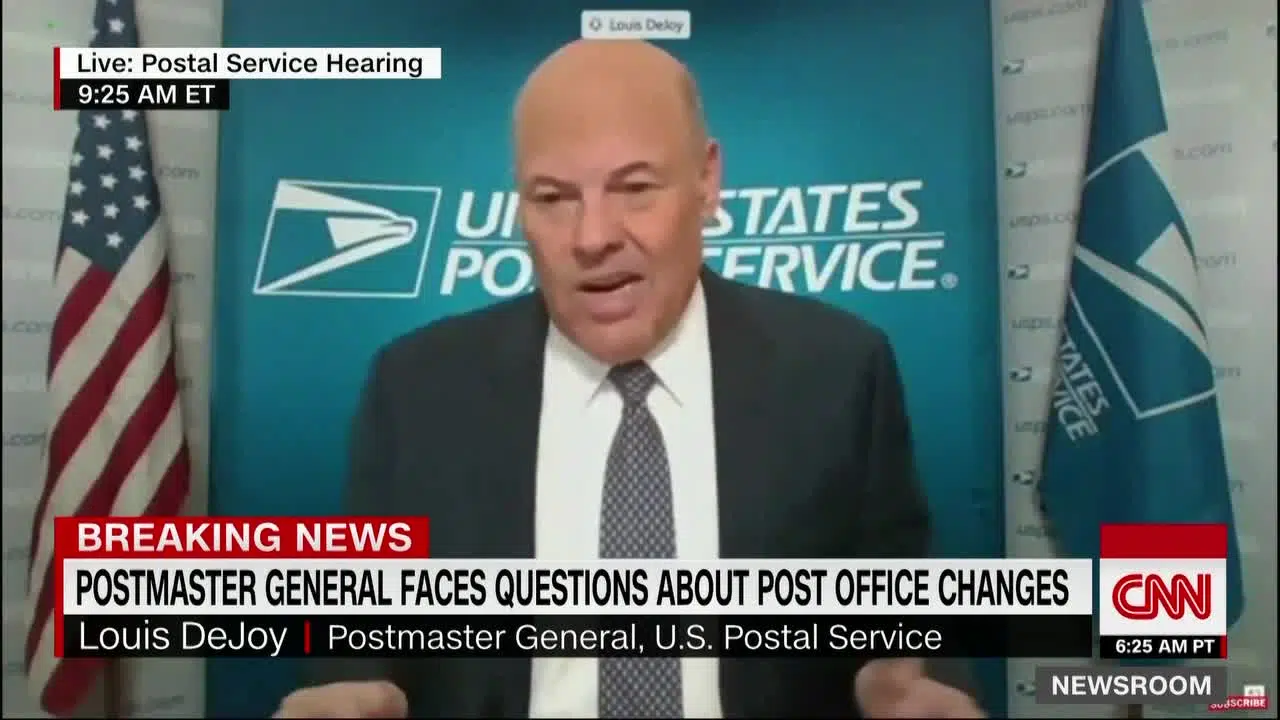 Louis DeJoy
Live: Postal Service Hearing
9:25 AM ET
STATES
SERVICE
usps.com
STATES
SERVICE
BREAKING NEWS
POSTMASTER GENERAL FACES QUESTIONS ABOUT POST OFFICE CHANGES
Louis DeJoy | Postmaster General, U.S. Postal Service
CNN
6:25 AM PT
NEWSROOM
SUBSCRIBE